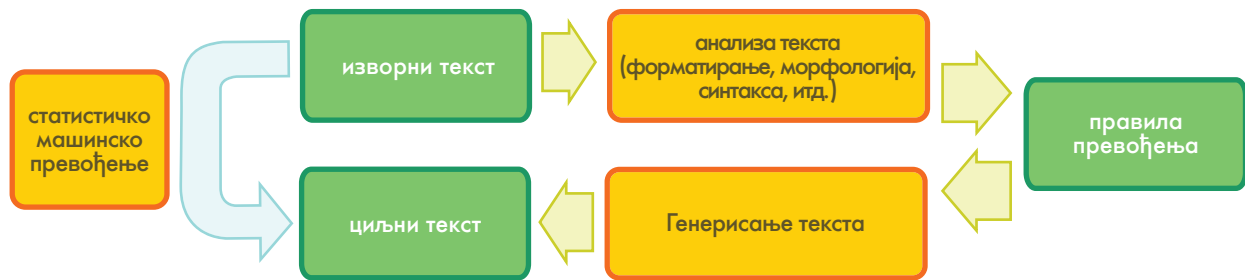 статистичко
машинско
превођење
изворни текст
анализа текста
(форматирање, морфологија,
синтакса, итд.)
правила
превођења
Генерисање текста
циљни текст